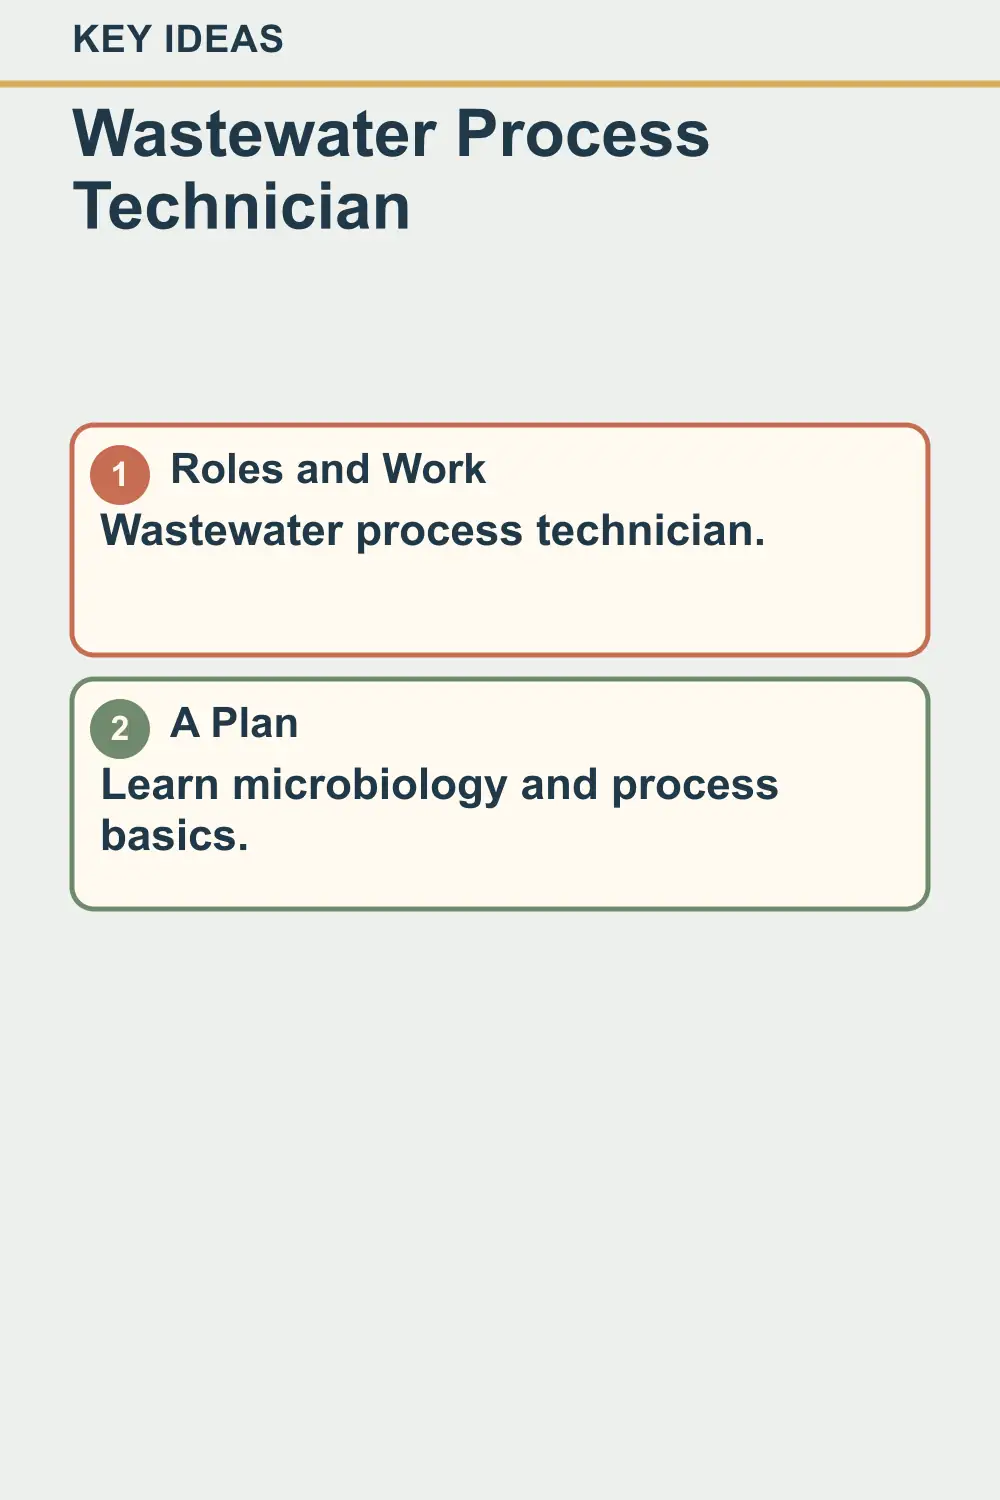 KEY IDEAS
Wastewater Process
Technician
1 Roles and Work
Wastewater process technician.
2 A Plan
Learn microbiology and process
basics.